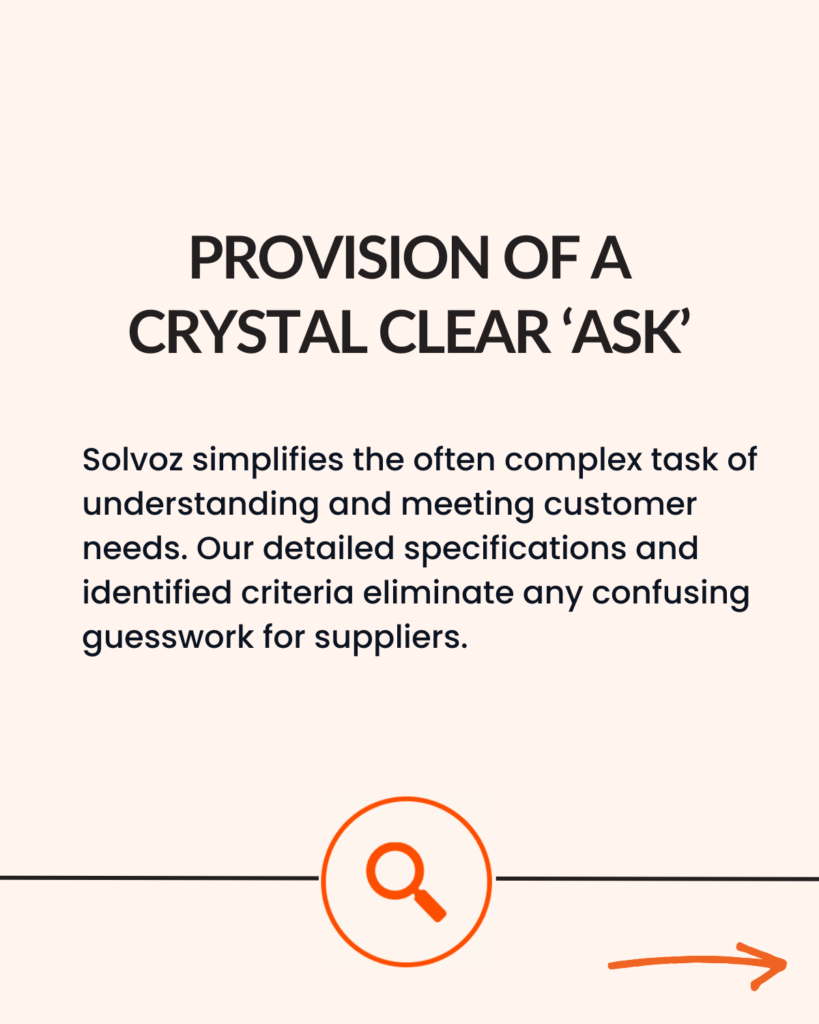 PROVISION OF A
CRYSTAL CLEAR ‘ASK’
Solvoz simplifies the often complex task of
understanding and meeting customer
needs. Our detailed specifications and
identified criteria eliminate any confusing
guesswork for suppliers.